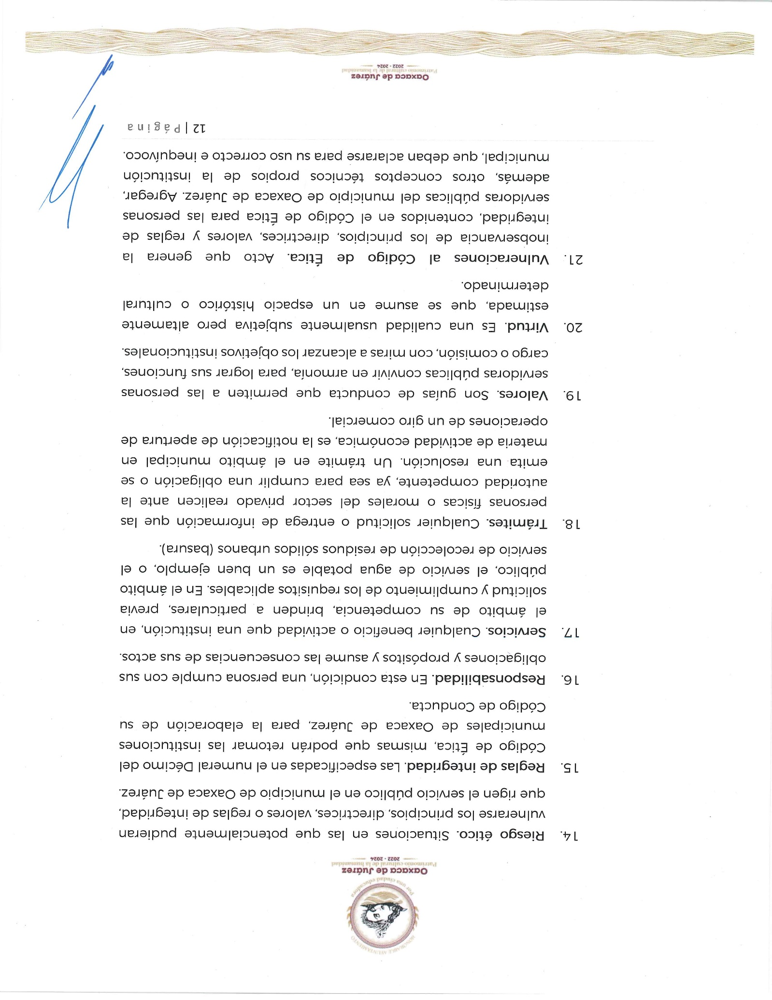 HONORABLE AYUNTAMIENTO
Por una ciudad educadora
Oaxaca de Juárez
Patrimonio cultural de la humanidad
2022 - 2024
14. Riesgo ético. Situaciones en las que potencialmente pudieran
vulnerarse los principios, directrices, valores o reglas de integridad,
que rigen el servicio público en el municipio de Oaxaca de Juárez.
15. Reglas de integridad. Las especificadas en el numeral Décimo del
Código de Ética, mismas que podrán retomar las instituciones
municipales de Oaxaca de Juárez, para la elaboración de su
Código de Conducta.
16. Responsabilidad. En esta condición, una persona cumple con sus
obligaciones y propósitos y asume las consecuencias de sus actos.
17. Servicios. Cualquier beneficio o actividad que una institución, en
el ámbito de su competencia, brinden a particulares, previa
solicitud y cumplimiento de los requisitos aplicables. En el ámbito
público, el servicio de agua potable es un buen ejemplo, o el
servicio de recolección de residuos sólidos urbanos (basura).
18. Trámites. Cualquier solicitud o entrega de información que las
personas físicas o morales del sector privado realicen ante la
autoridad competente, ya sea para cumplir una obligación o se
emita una resolución. Un trámite en el ámbito municipal en
materia de actividad económica, es la notificación de apertura de
operaciones de un giro comercial.
19. Valores. Son guías de conducta que permiten a las personas
servidoras públicas convivir en armonía, para lograr sus funciones,
cargo o comisión, con miras a alcanzar los objetivos institucionales.
20. Virtud. Es una cualidad usualmente subjetiva pero altamente
estimada, que se asume en un espacio histórico o cultural
determinado.
21. Vulneraciones al Código de Ética. Acto que genera la
inobservancia de los principios, directrices, valores y reglas de
integridad, contenidos en el Código de Ética para las personas
servidoras públicas del municipio de Oaxaca de Juárez. Agregar,
además, otros conceptos técnicos propios de la institución
municipal, que deban aclararse para su uso correcto e inequívoco.
12 | Página
Oaxaca de Juárez
Patrimonio cultural de la humanidad
2022 - 2024